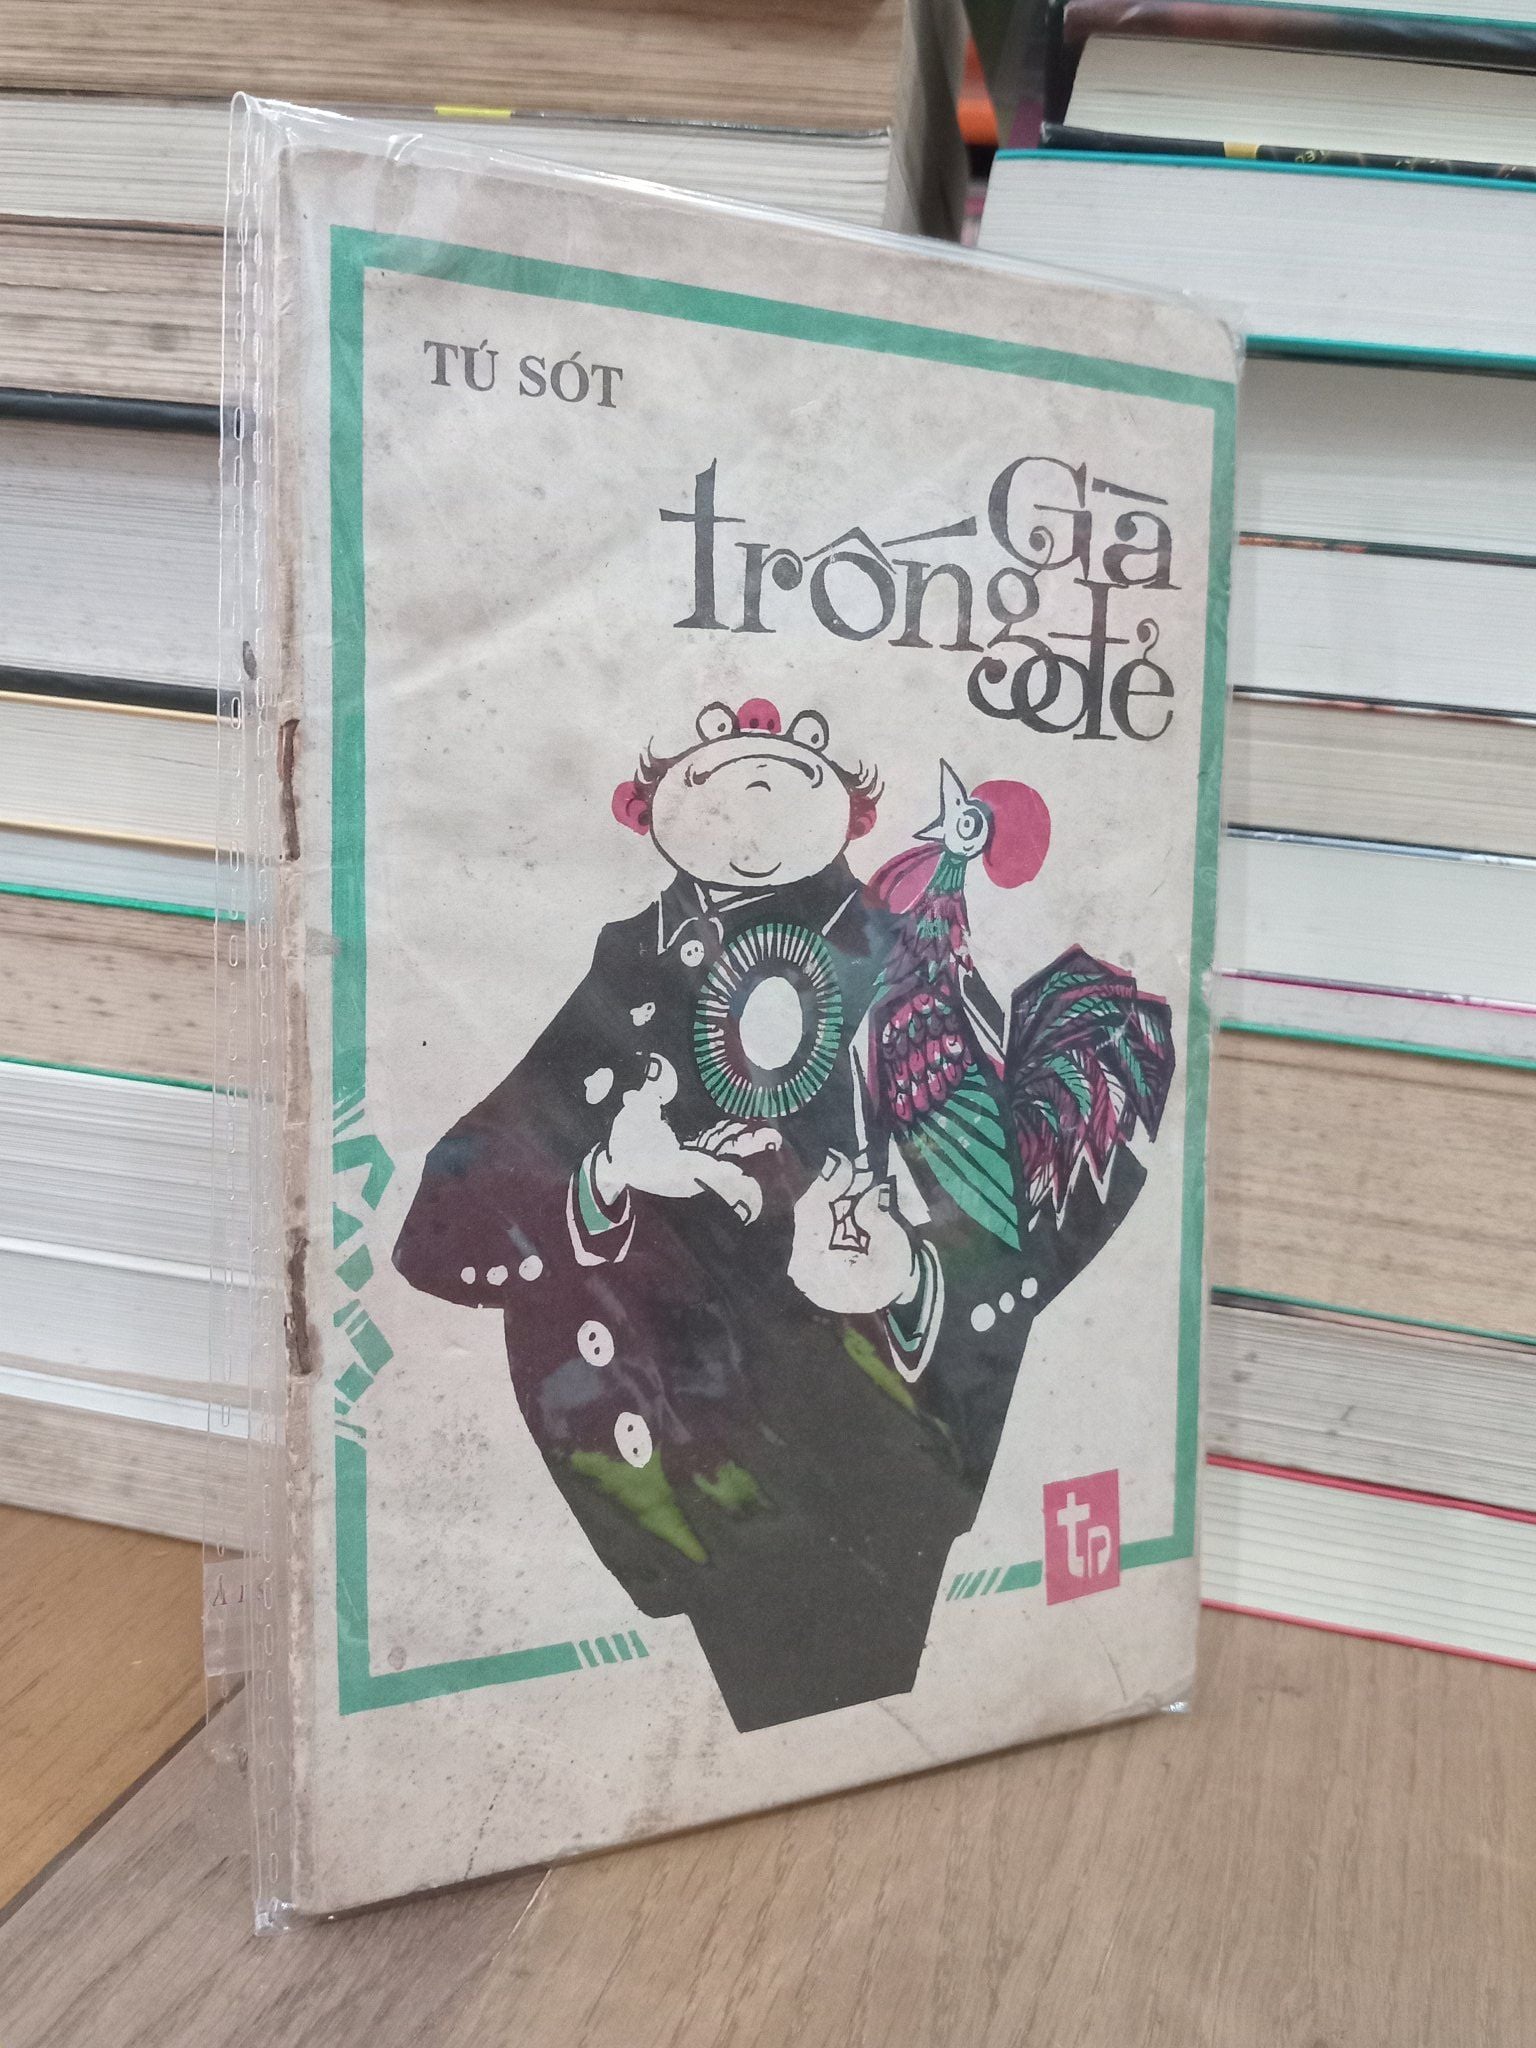 TÚ SÓT
Gà
trống
đẻ
tp